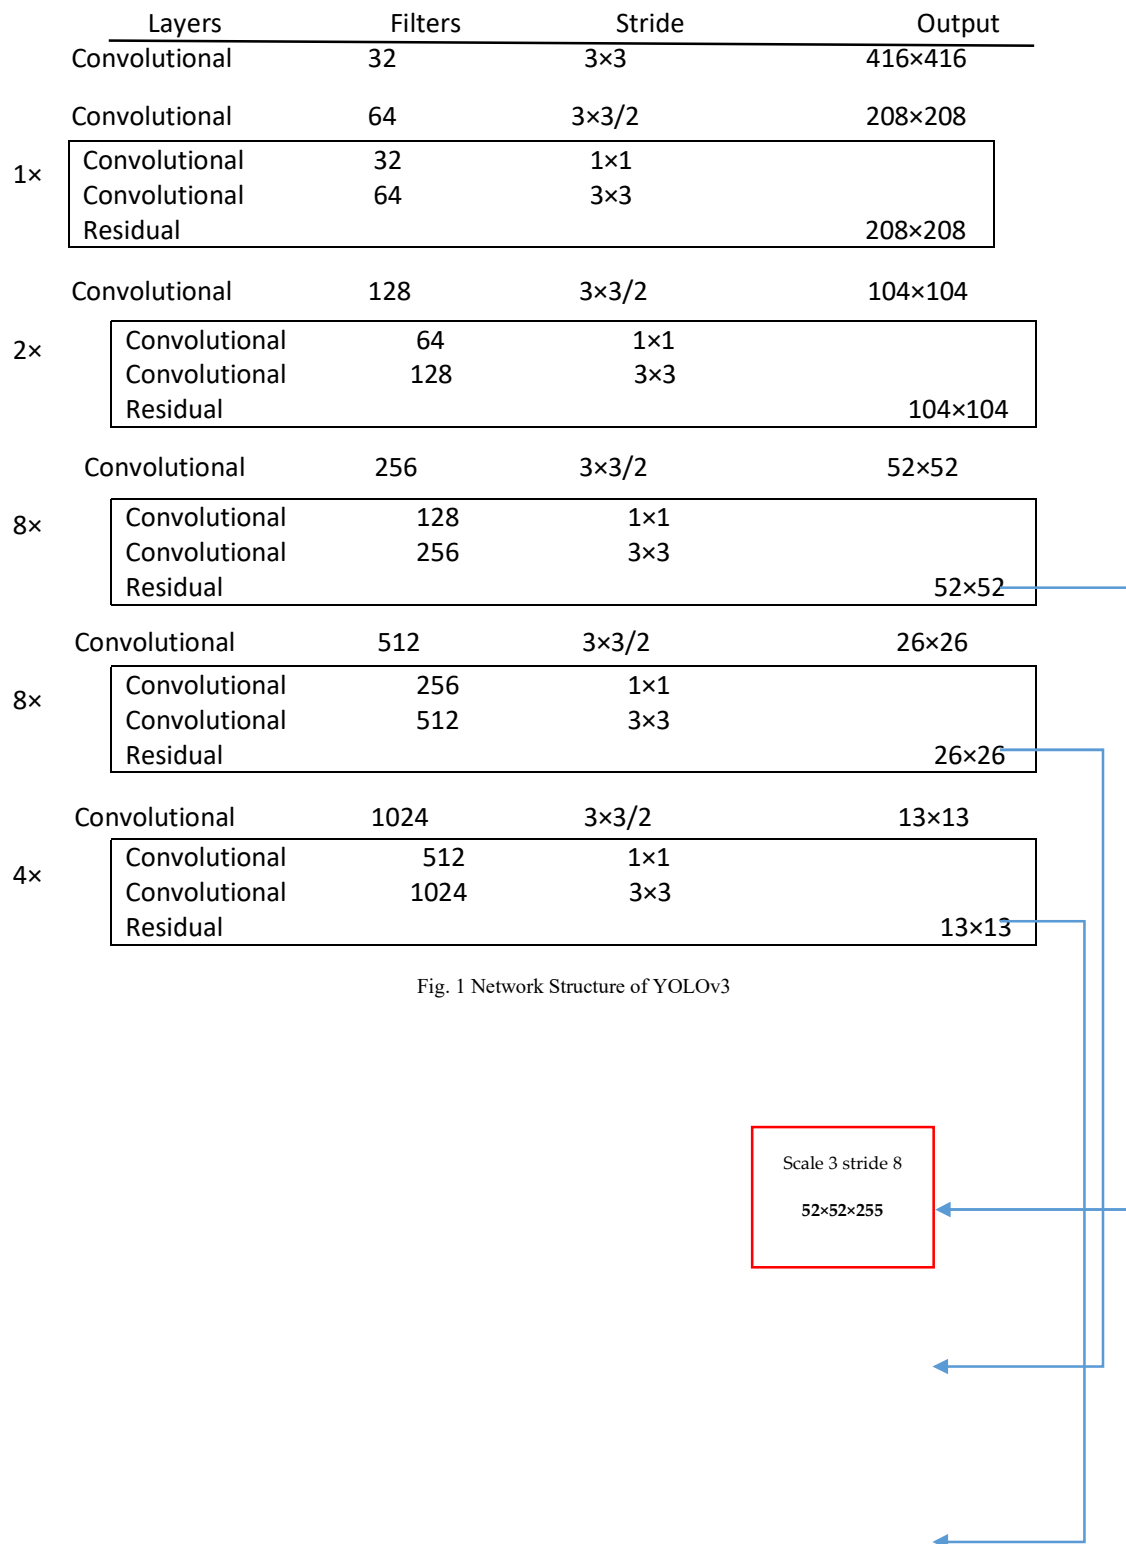 Layers Filters Stride Output
Convolutional 32 3×3 416×416
Convolutional 64 3×3/2 208×208
1×
Convolutional 32 1×1
Convolutional 64 3×3
Residual 208×208
Convolutional 128 3×3/2 104×104
2×
Convolutional 64 1×1
Convolutional 128 3×3
Residual 104×104
Convolutional 256 3×3/2 52×52
8×
Convolutional 128 1×1
Convolutional 256 3×3
Residual 52×52
Convolutional 512 3×3/2 26×26
8×
Convolutional 256 1×1
Convolutional 512 3×3
Residual 26×26
Convolutional 1024 3×3/2 13×13
4×
Convolutional 512 1×1
Convolutional 1024 3×3
Residual 13×13
Fig. 1 Network Structure of YOLOv3
Scale 3 stride 8
52×52×255